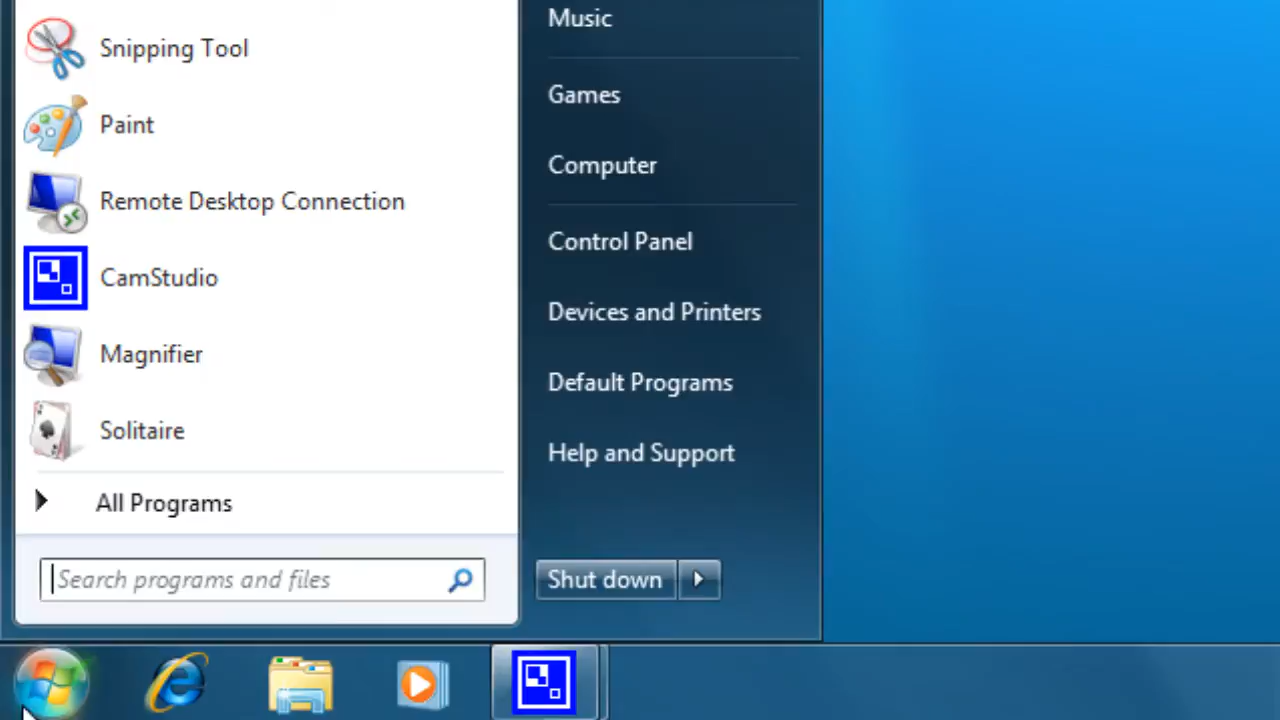 Snipping Tool
Paint
Remote Desktop Connection
CamStudio
Magnifier
Solitaire
All Programs
Search programs and files
Music
Games
Computer
Control Panel
Devices and Printers
Default Programs
Help and Support
Shut down